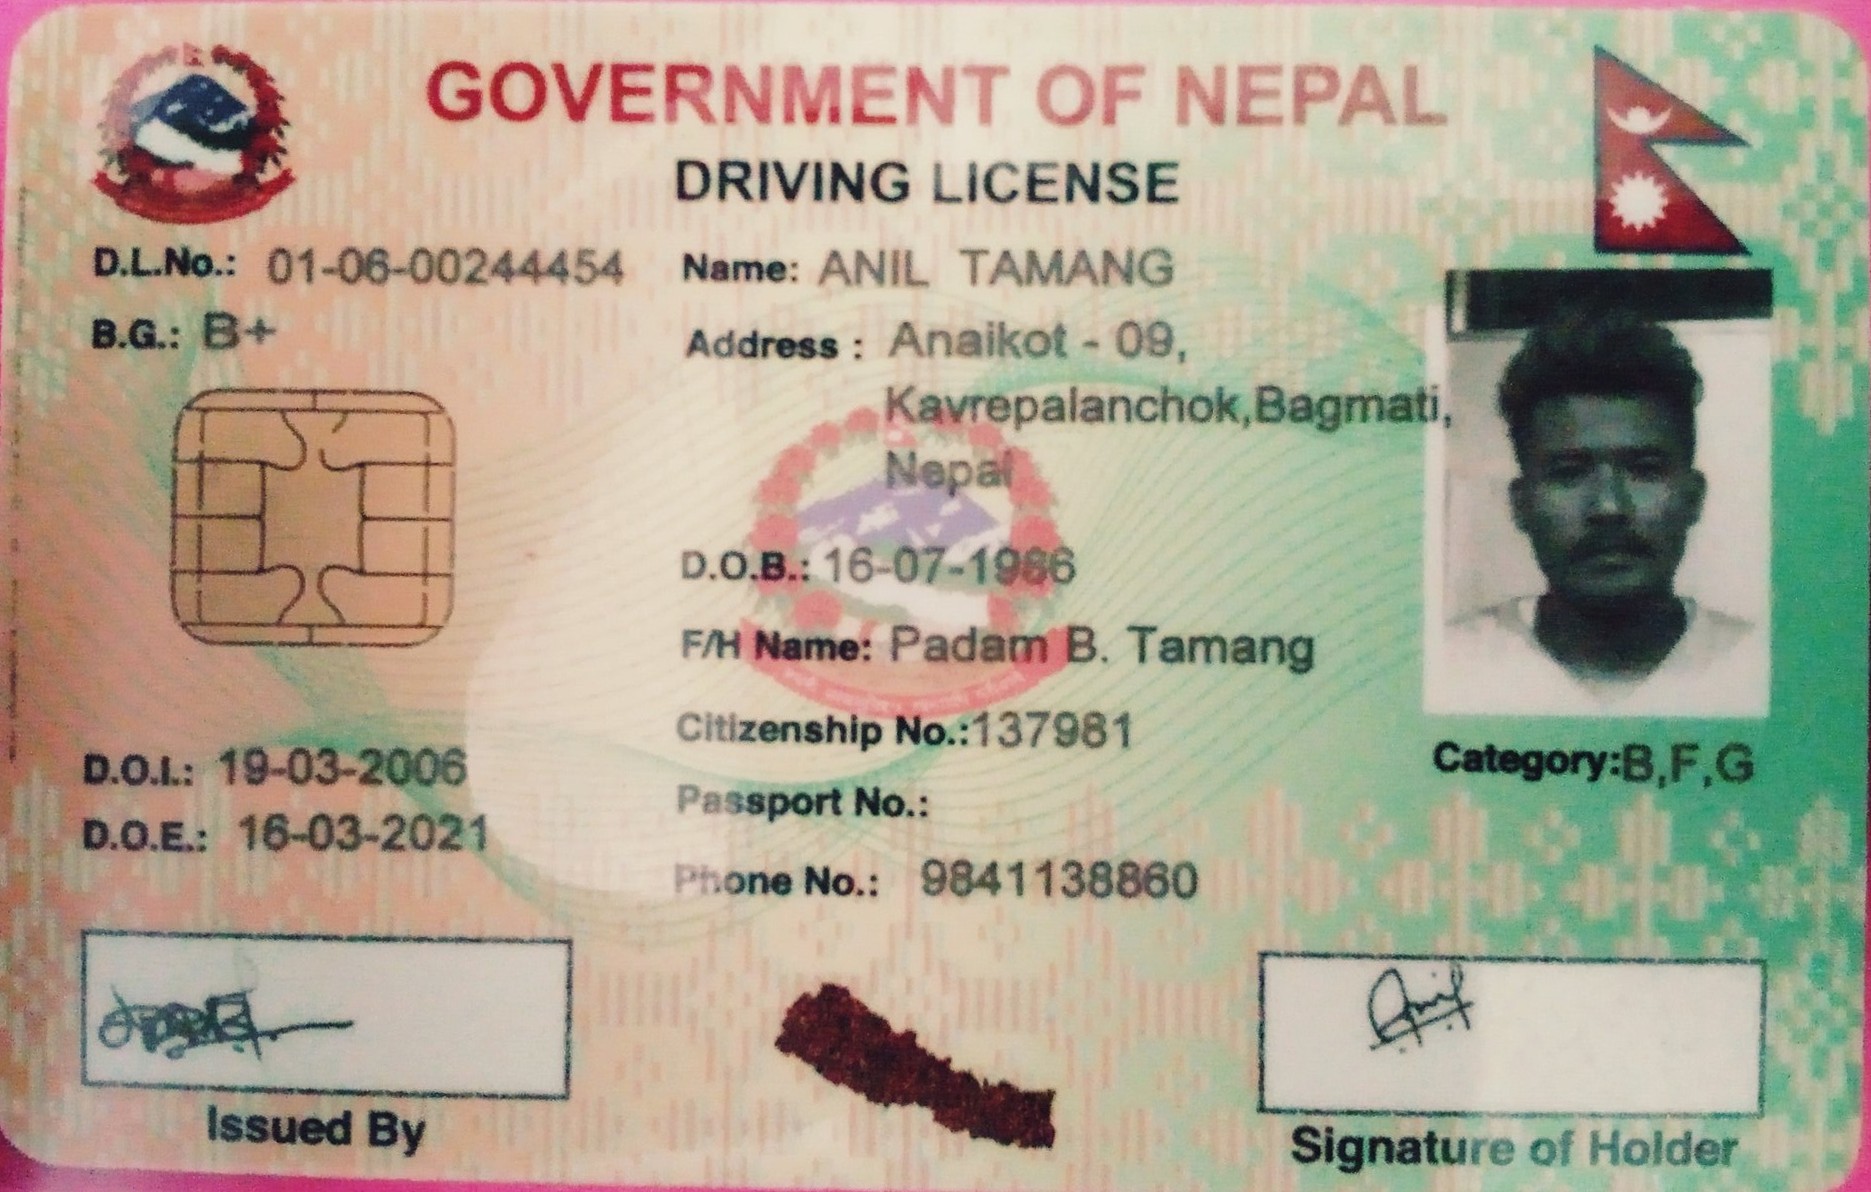 GOVERNMENT OF NEPAL
DRIVING LICENSE
D.L.No.: 01-06-00244454
B.G.: B+
Name: ANIL TAMANG
Address : Anaikot - 09,
Kavrepalanchok,Bagmati,
Nepal
D.O.B.: 16-07-1986
F/H Name: Padam B. Tamang
Citizenship No.:137981
Passport No.:
Phone No.: 9841138860
D.O.I.: 19-03-2006
D.O.E.: 16-03-2021
Category:B,F,G
Issued By
Signature of Holder